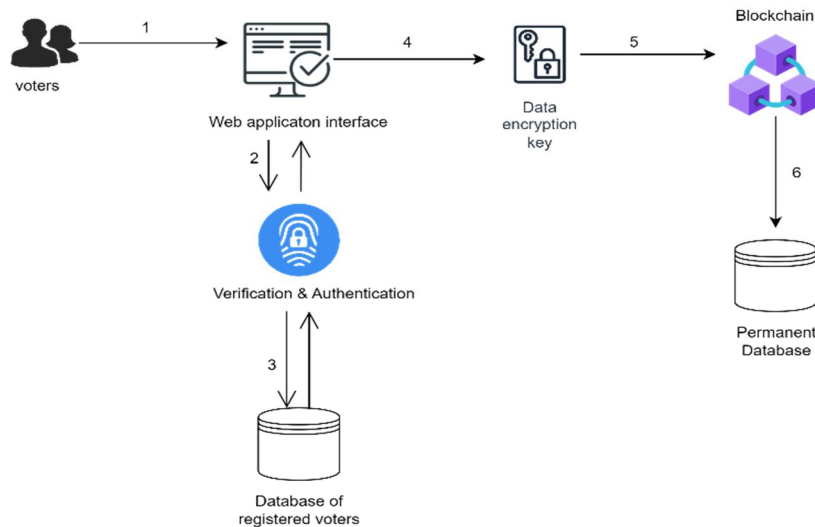 1
4
5
Blockchain
voters
Web applicaton interface
Data
encryption
key
2
6
Verification & Authentication
3
Permanent
Database
Database of
registered voters